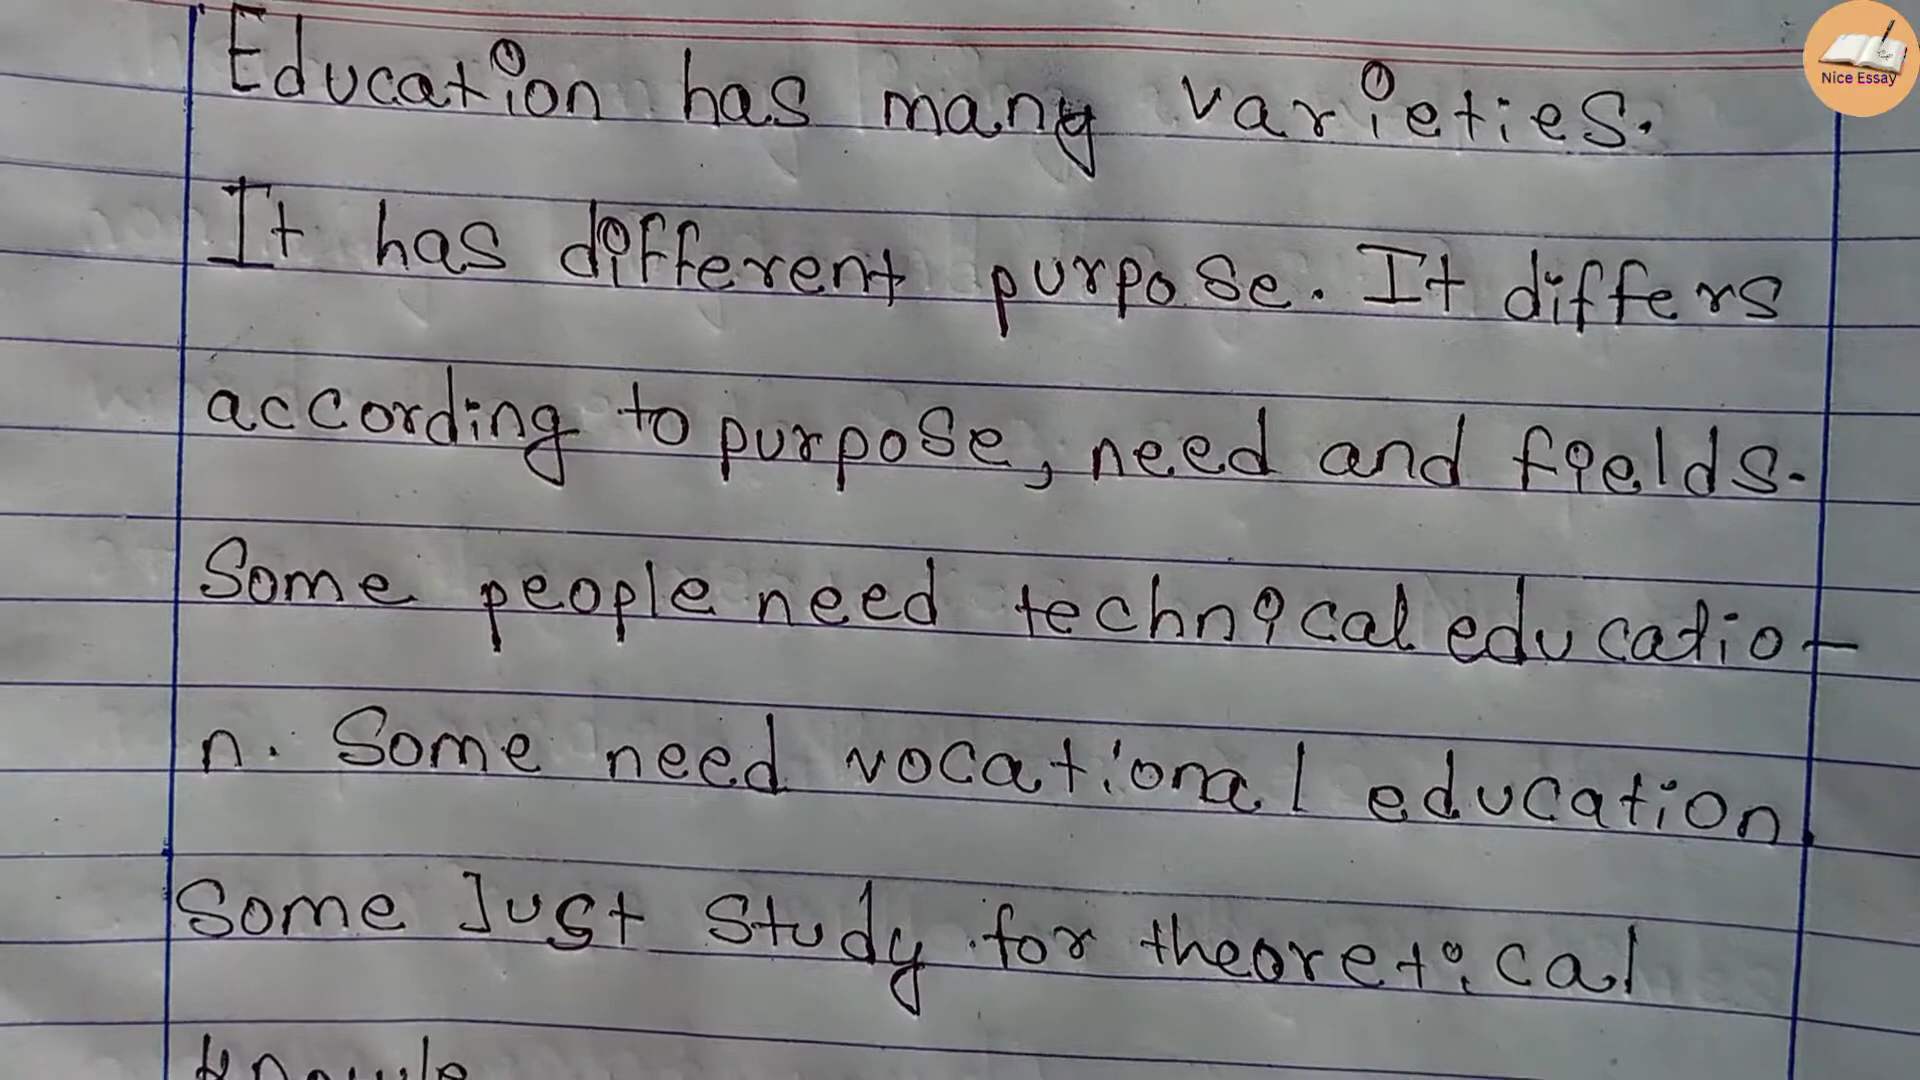 Education has many varieties.
It has different purpose. It differs
according to purpose, need and fields.
Some people need technical educatio-
n. Some need vocational education.
Some Just study for theoretical
Nice Essay